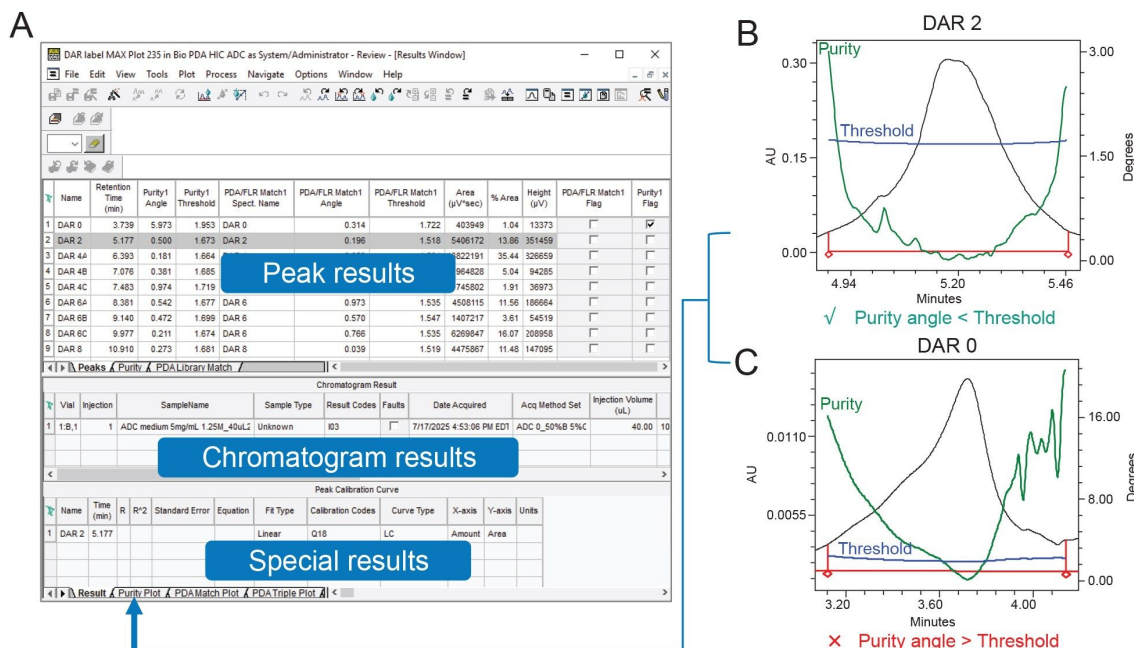 A
DAR label MAX Plot 235 in Bio PDA HIC ADC as System/Administrator - Review - [Results Window]
File Edit View Tools Plot Process Navigate Options Window Help
Name Retention Time (min) Purity1 Angle Purity1 Threshold PDA/FLR Match1 Spect. Name PDA/FLR Match1 Angle PDA/FLR Match1 Threshold Area (µV*sec) % Area Height (µV) PDA/FLR Match1 Flag Purity1 Flag
1 DAR 0 3.739 5.973 1.953 DAR 0 0.314 1.722 403949 1.04 13373
2 DAR 2 5.177 0.500 1.673 DAR 2 0.196 1.518 5406172 13.86 351459
3 DAR 4A 6.393 0.181 1.664 822191 35.44 326659
4 DAR 4B 7.076 0.381 1.685 964828 5.04 94285
5 DAR 4C 7.483 0.974 1.719 745802 1.91 36973
6 DAR 6A 8.381 0.542 1.677 DAR 6 0.973 1.535 4508115 11.56 186664
7 DAR 6B 9.140 0.472 1.699 DAR 6 0.570 1.547 1407217 3.61 54519
8 DAR 6C 9.977 0.211 1.674 DAR 6 0.766 1.535 6269847 16.07 208958
9 DAR 8 10.910 0.273 1.681 DAR 8 0.039 1.519 4475867 11.48 147095
Peak results
Peaks Purity PDA Library Match
Chromatogram Result
Vial Injection SampleName Sample Type Result Codes Faults Date Acquired Acq Method Set Injection Volume (uL)
1 1:B,1 1 ADC medium 5mg/mL 1.25M_40uL2 Unknown I03 7/17/2025 4:53:06 PM EDT ADC 0_50%B 5%C 40.00 10
Chromatogram results
Peak Calibration Curve
Name Time (min) R R^2 Standard Error Equation Fit Type Calibration Codes Curve Type X-axis Y-axis Units
1 DAR 2 5.177 Linear Q18 LC Amount Area
Special results
Result Purity Plot PDA Match Plot PDA Triple Plot
B
DAR 2
Purity
Threshold
AU
0.30
0.15
0.00
3.00
1.50
0.00
Degrees
4.94 5.20 5.46
Minutes
√ Purity angle < Threshold
C
DAR 0
Purity
Threshold
AU
0.0110
0.0055
16.00
8.00
0.00
Degrees
3.20 3.60 4.00
Minutes
× Purity angle > Threshold